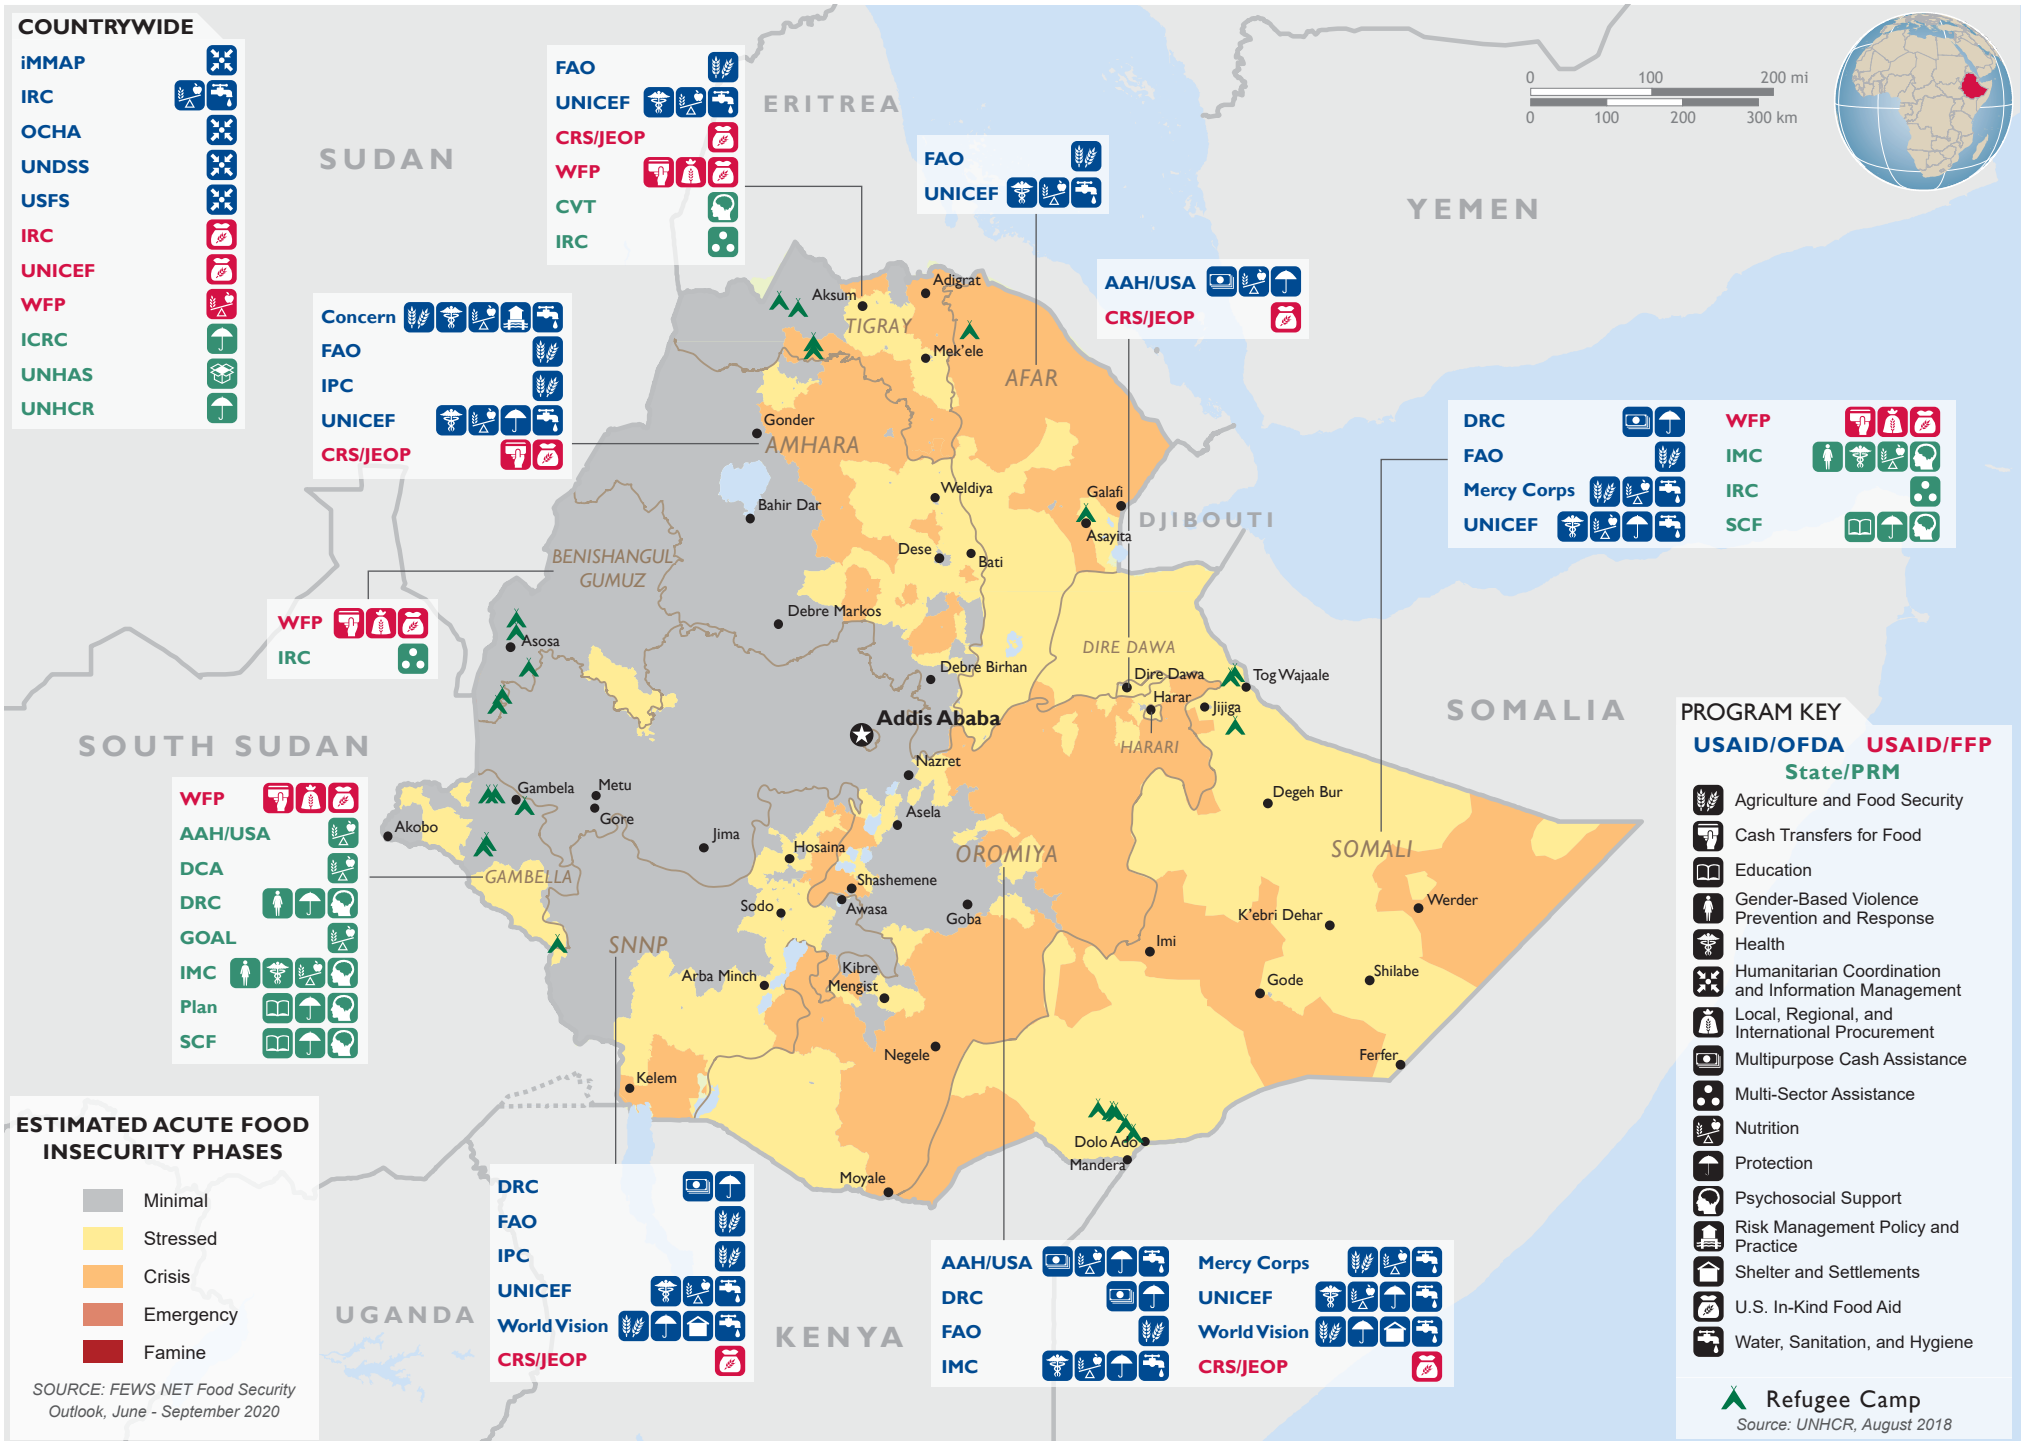 COUNTRYWIDE
iMMAP
IRC
OCHA
UNDSS
USFS
IRC
UNICEF
WFP
ICRC
UNHAS
UNHCR
FAO
UNICEF
CRS/JEOP
WFP
CVT
IRC
FAO
UNICEF
AAH/USA
CRS/JEOP
Concern
FAO
IPC
UNICEF
CRS/JEOP
DRC
FAO
Mercy Corps
UNICEF
WFP
IMC
IRC
SCF
WFP
IRC
WFP
AAH/USA
DCA
DRC
GOAL
IMC
Plan
SCF
DRC
FAO
IPC
UNICEF
World Vision
CRS/JEOP
AAH/USA
DRC
FAO
IMC
Mercy Corps
UNICEF
World Vision
CRS/JEOP
0 100 200 mi
0 100 200 300 km
SUDAN
ERITREA
YEMEN
DJIBOUTI
SOMALIA
SOUTH SUDAN
UGANDA
KENYA
TIGRAY
AFAR
AMHARA
BENISHANGUL
GUMUZ
DIRE DAWA
HARARI
OROMIYA
SOMALI
GAMBELLA
SNNP
Aksum
Adigrat
Mek'ele
Gonder
Bahir Dar
Weldiya
Galafi
Asayita
Dese
Bati
Debre Markos
Asosa
Debre Birhan
Dire Dawa
Harar
Tog Wajaale
Jijiga
Addis Ababa
Nazret
Gambela
Metu
Gore
Akobo
Jima
Asela
Hosaina
Degeh Bur
Shashemene
Awasa
Sodo
Goba
K'ebri Dehar
Werder
Imi
Arba Minch
Kibre
Mengist
Gode
Shilabe
Negele
Ferfer
Kelem
Dolo Ado
Mandera
Moyale
ESTIMATED ACUTE FOOD
INSECURITY PHASES
Minimal
Stressed
Crisis
Emergency
Famine
SOURCE: FEWS NET Food Security
Outlook, June - September 2020
PROGRAM KEY
USAID/OFDA USAID/FFP
State/PRM
Agriculture and Food Security
Cash Transfers for Food
Education
Gender-Based Violence
Prevention and Response
Health
Humanitarian Coordination
and Information Management
Local, Regional, and
International Procurement
Multipurpose Cash Assistance
Multi-Sector Assistance
Nutrition
Protection
Psychosocial Support
Risk Management Policy and
Practice
Shelter and Settlements
U.S. In-Kind Food Aid
Water, Sanitation, and Hygiene
Refugee Camp
Source: UNHCR, August 2018